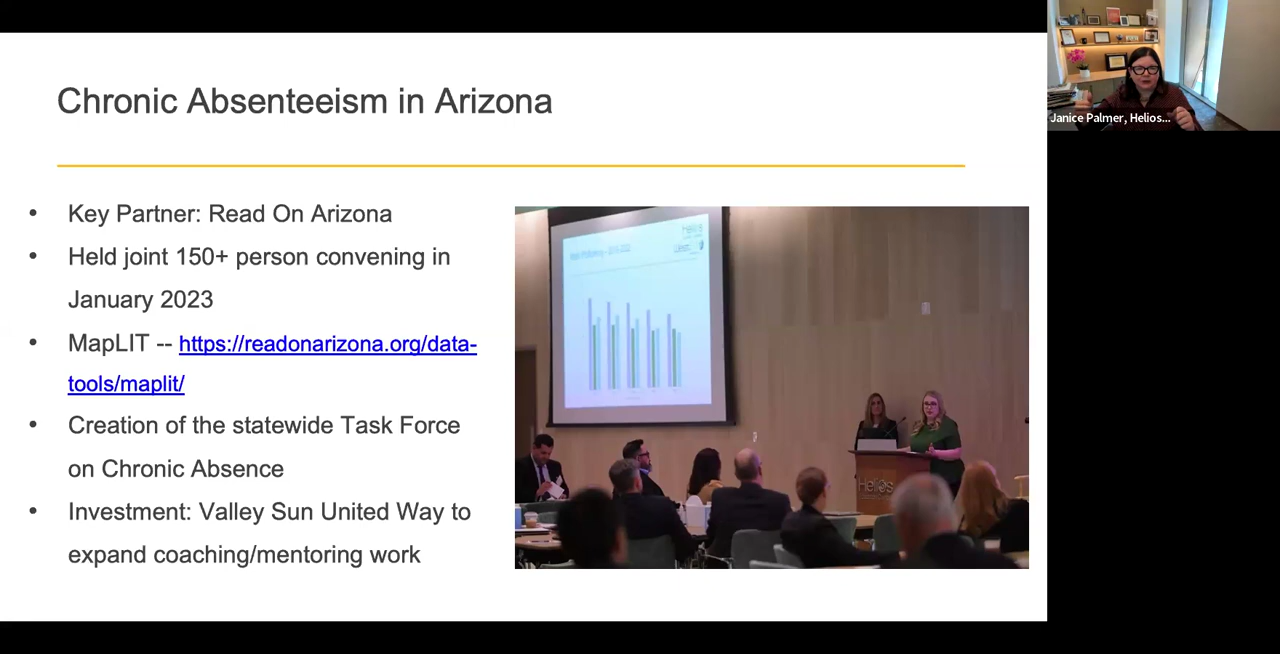 Chronic Absenteeism in Arizona
Janice Palmer, Helios...
• Key Partner: Read On Arizona
• Held joint 150+ person convening in
January 2023
• MapLIT -- https://readonarizona.org/data-
tools/maplit/
• Creation of the statewide Task Force
on Chronic Absence
• Investment: Valley Sun United Way to
expand coaching/mentoring work
Helios